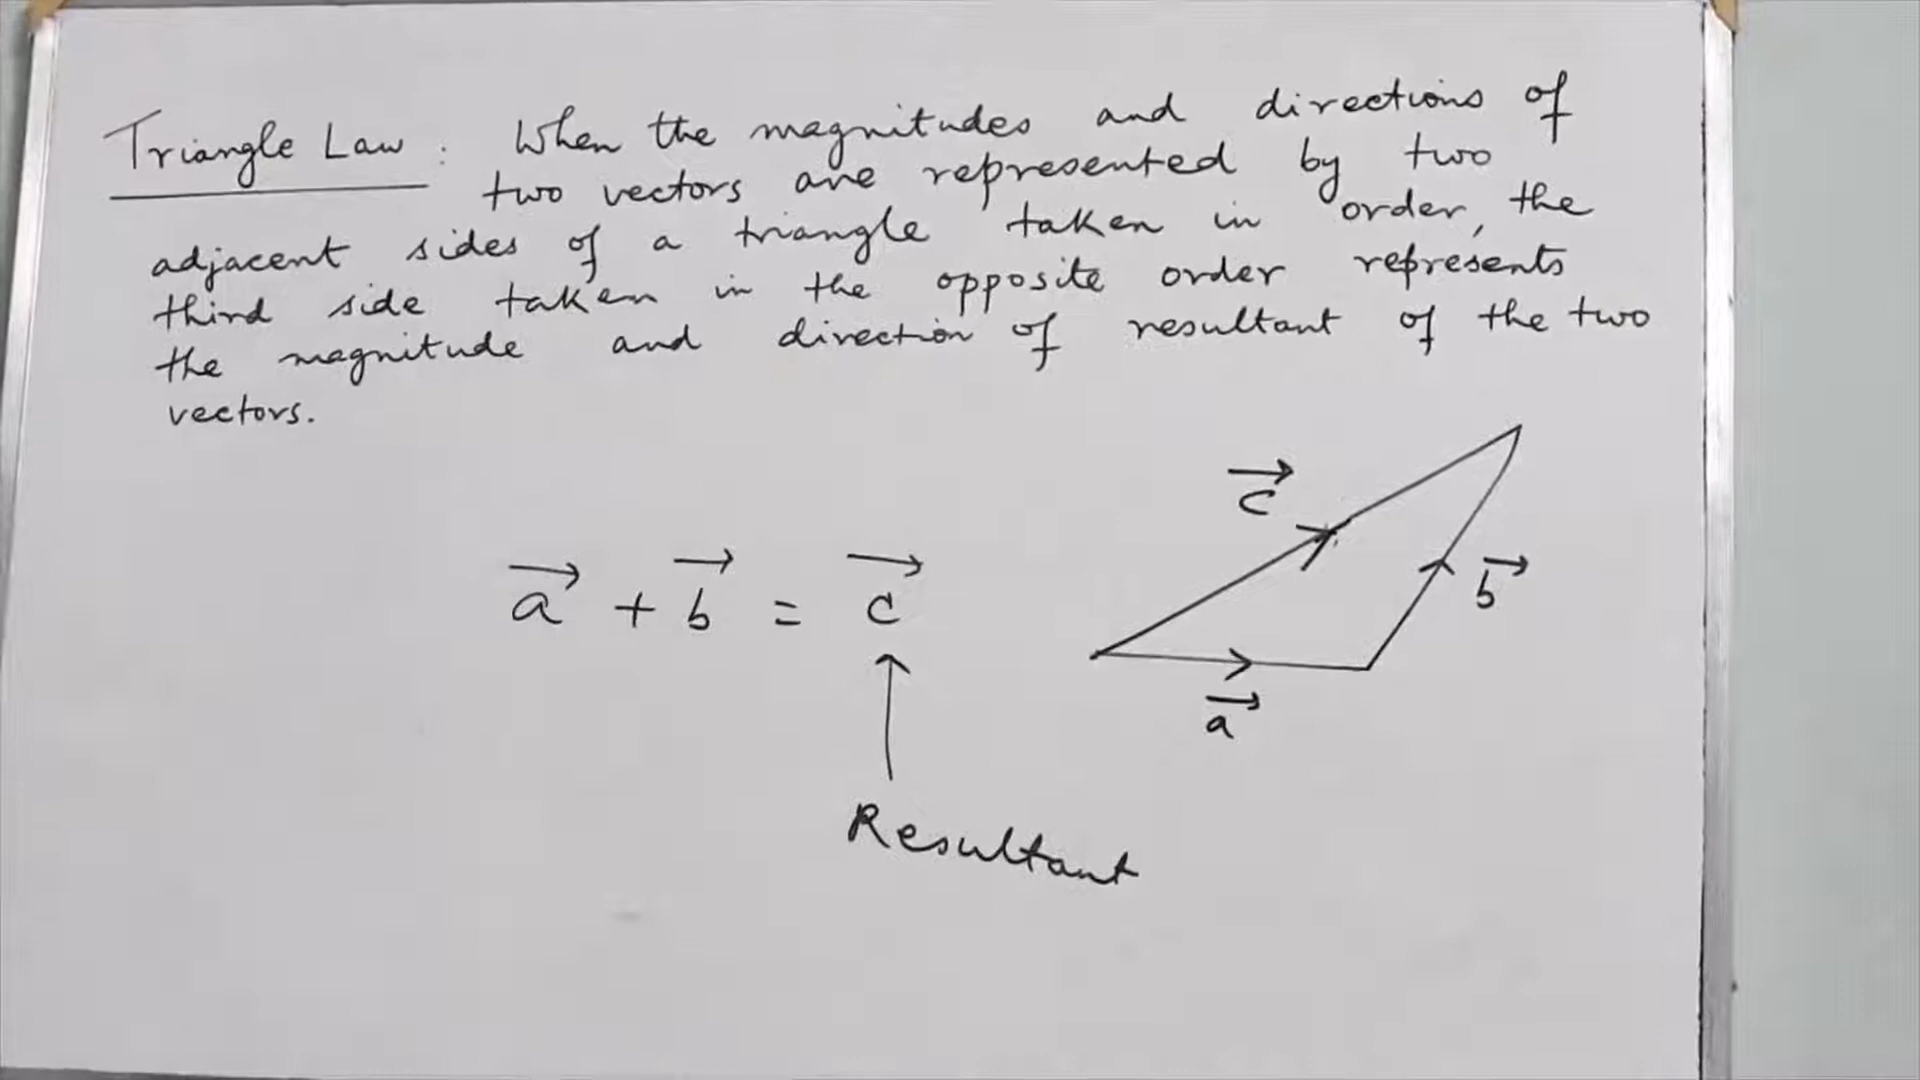 Triangle Law : When the magnitudes and directions of
two vectors are represented by two
adjacent sides of a triangle taken in order, the
third side taken in the opposite order represents
the magnitude and direction of resultant of the two
vectors.
c
a + b = c
b
a
Resultant